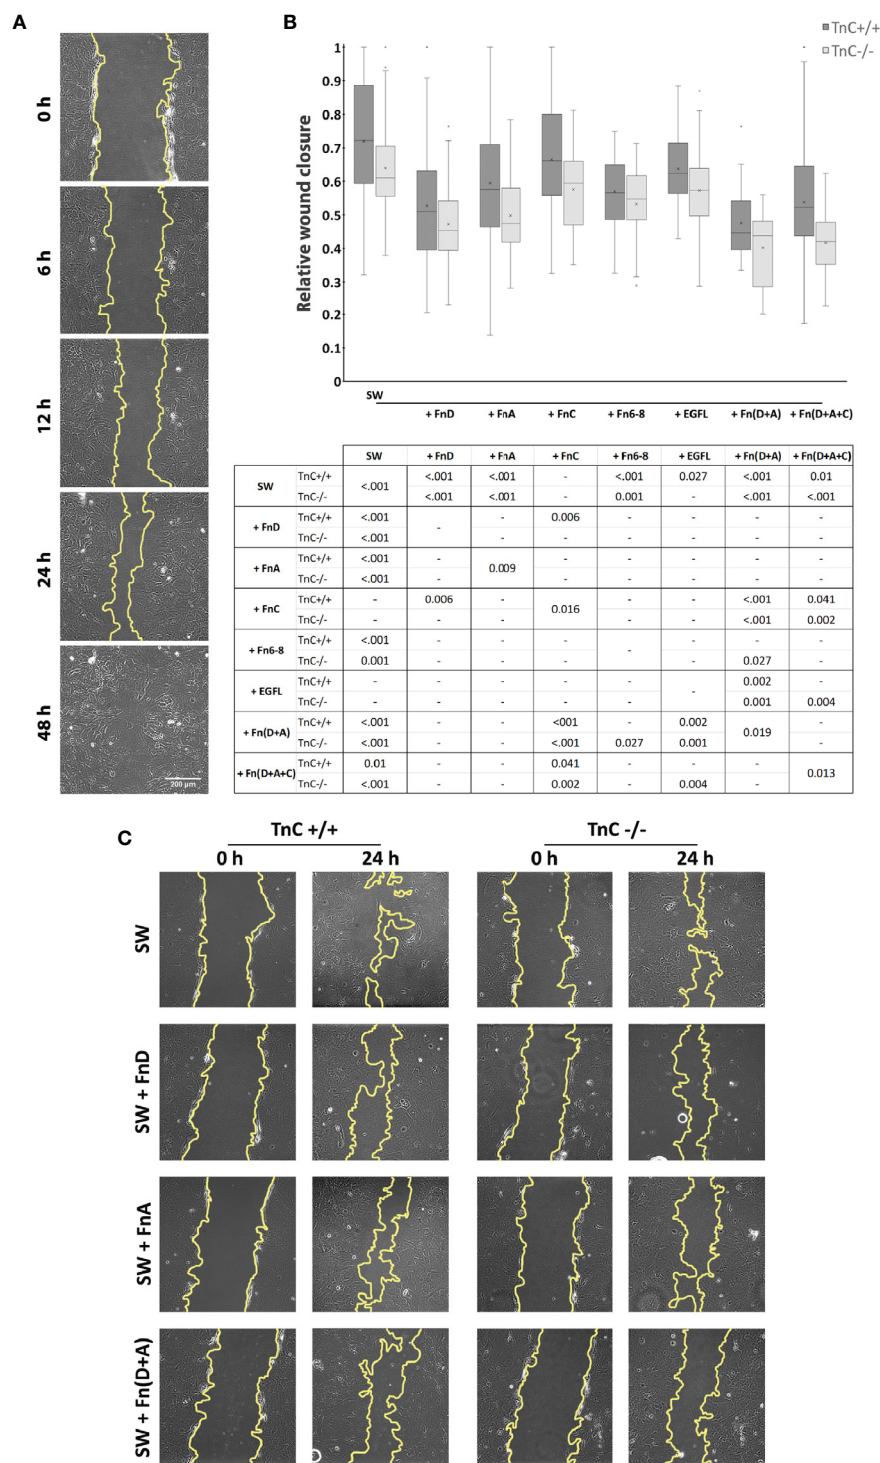 A
0 h
6 h
12 h
24 h
48 h
200 µm
B
TnC+/+
TnC-/-
Relative wound closure
1
0.9
0.8
0.7
0.6
0.5
0.4
0.3
0.2
0.1
0
SW
+ FnD + FnA + FnC + Fn6-8 + EGFL + Fn(D+A) + Fn(D+A+C)
SW + FnD + FnA + FnC + Fn6-8 + EGFL + Fn(D+A) + Fn(D+A+C)
SW TnC+/+ <.001 <.001 <.001 - <.001 0.027 <.001 0.01
TnC-/- <.001 <.001 - 0.001 - <.001 <.001
+ FnD TnC+/+ <.001 - - 0.006 - - - -
TnC-/- <.001 - - - - - -
+ FnA TnC+/+ <.001 - 0.009 - - - - -
TnC-/- <.001 - - - - - -
+ FnC TnC+/+ - 0.006 - 0.016 - - <.001 0.041
TnC-/- - - - - - <.001 0.002
+ Fn6-8 TnC+/+ <.001 - - - - - - -
TnC-/- 0.001 - - - - 0.027 -
+ EGFL TnC+/+ - - - - - - 0.002 -
TnC-/- - - - - - 0.001 0.004
+ Fn(D+A) TnC+/+ <.001 - - <001 - 0.002 0.019 -
TnC-/- <.001 - - <.001 0.027 0.001 -
+ Fn(D+A+C) TnC+/+ 0.01 - - 0.041 - - - 0.013
TnC-/- <.001 - - 0.002 - 0.004 -
C
TnC +/+ TnC -/-
0 h 24 h 0 h 24 h
SW
SW + FnD
SW + FnA
SW + Fn(D+A)